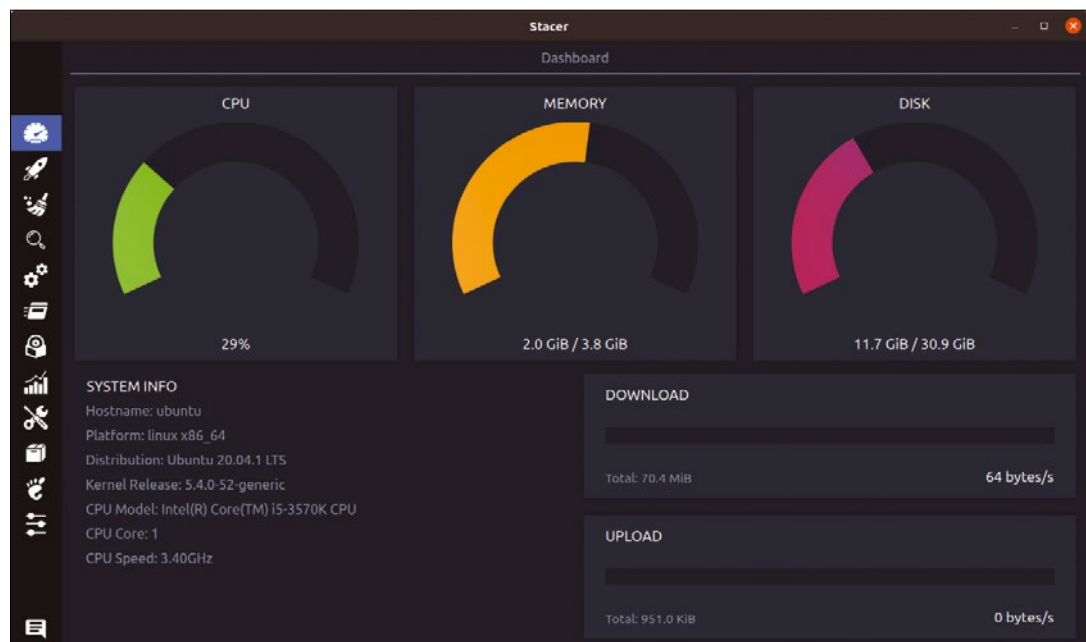 Stacer
Dashboard
CPU
MEMORY
DISK
29%
2.0 GiB / 3.8 GiB
11.7 GiB / 30.9 GiB
SYSTEM INFO
Hostname: ubuntu
Platform: linux x86_64
Distribution: Ubuntu 20.04.1 LTS
Kernel Release: 5.4.0-52-generic
CPU Model: Intel(R) Core(TM) i5-3570K CPU
CPU Core: 1
CPU Speed: 3.40GHz
DOWNLOAD
Total: 70.4 MiB
64 bytes/s
UPLOAD
Total: 951.0 KiB
0 bytes/s